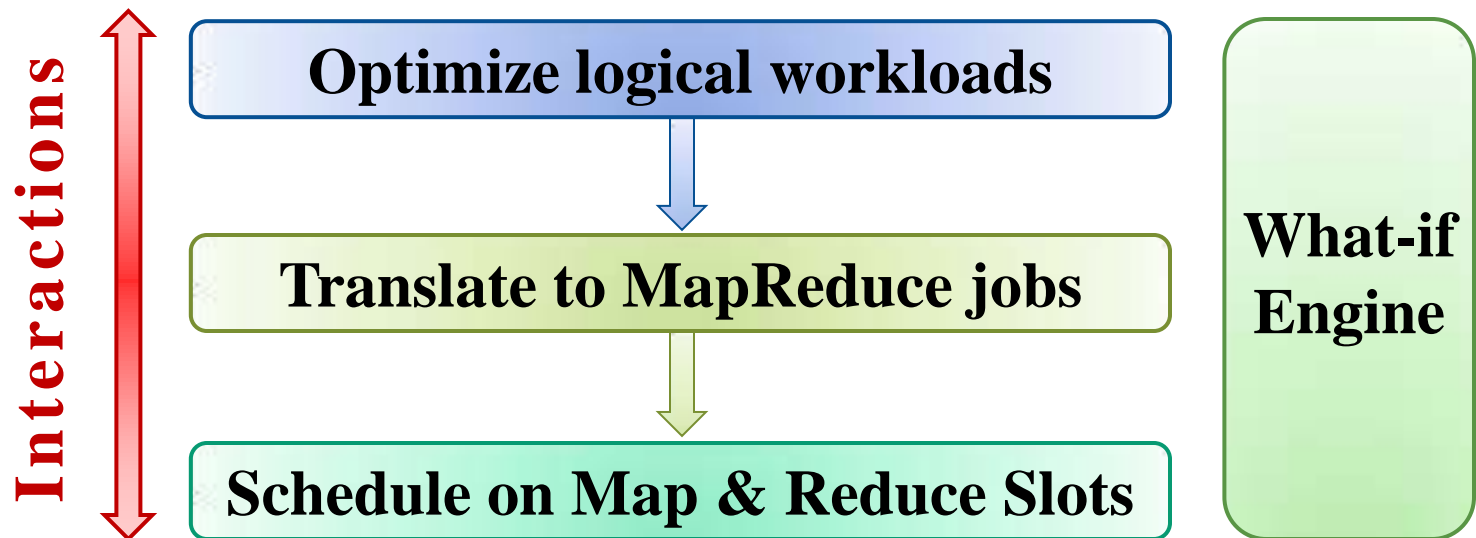 Interactions
Optimize logical workloads
Translate to MapReduce jobs
Schedule on Map & Reduce Slots
What-if
Engine